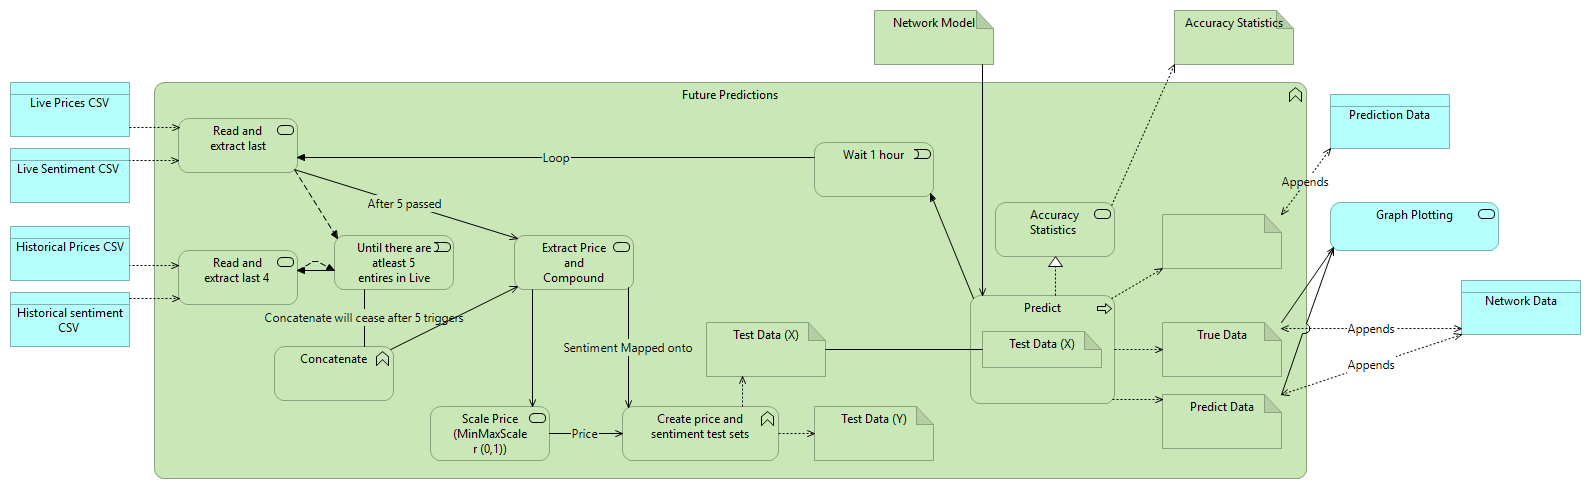 Network Model
Accuracy Statistics
Live Prices CSV
Future Predictions
Prediction Data
Read and
extract last
Live Sentiment CSV
Loop
Wait 1 hour
Appends
After 5 passed
Accuracy
Statistics
Graph Plotting
Historical Prices CSV
Read and
extract last 4
Until there are
atleast 5
entires in Live
Extract Price
and
Compound
Historical sentiment
CSV
Network Data
Concatenate will cease after 5 triggers
Predict
Test Data (X)
Test Data (X)
True Data
Appends
Sentiment Mapped onto
Concatenate
Appends
Predict Data
Scale Price
(MinMaxScale
r (0,1))
Price
Create price and
sentiment test sets
Test Data (Y)